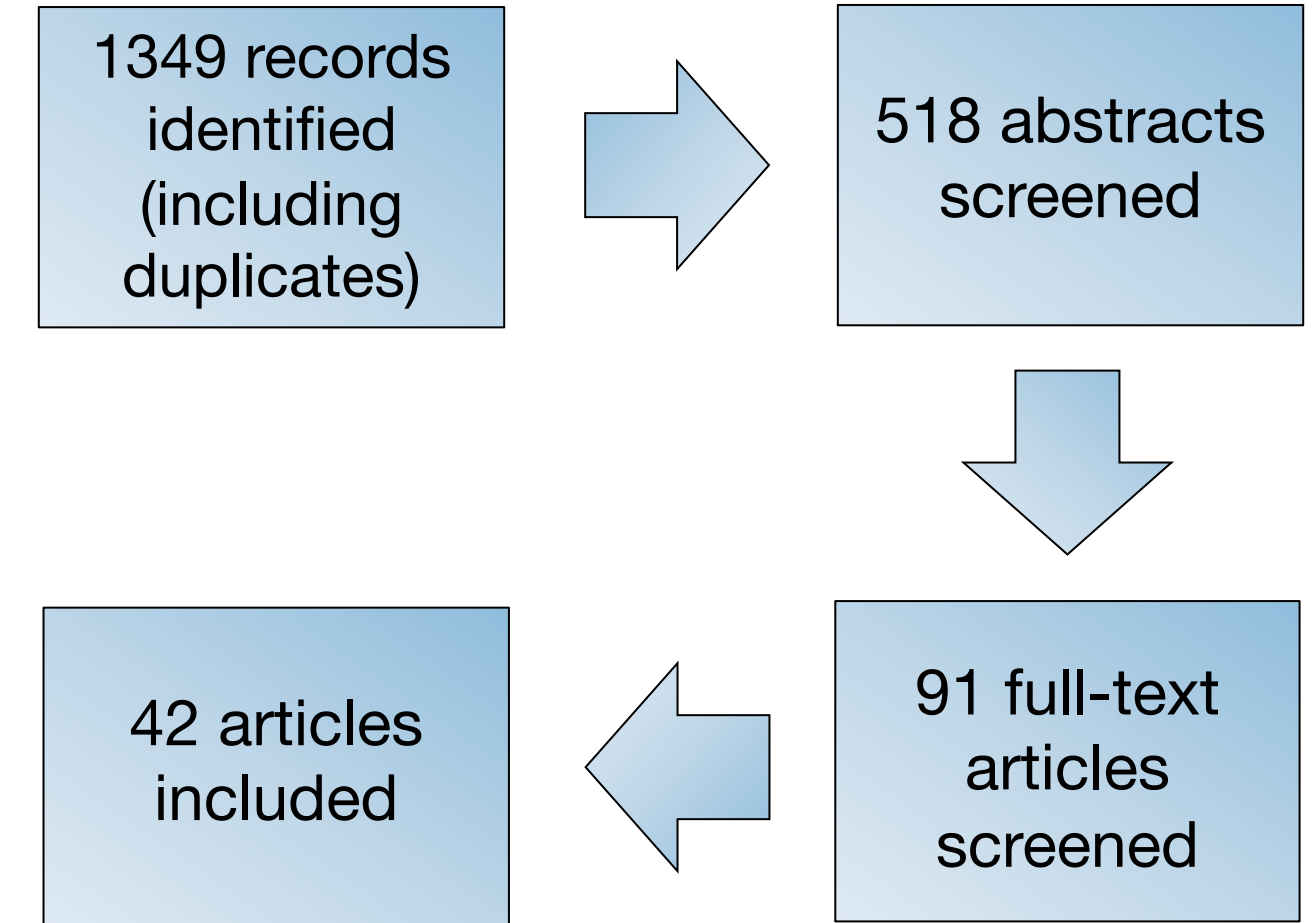 1349 records
identified
(including
duplicates)
518 abstracts
screened
91 full-text
articles
screened
42 articles
included